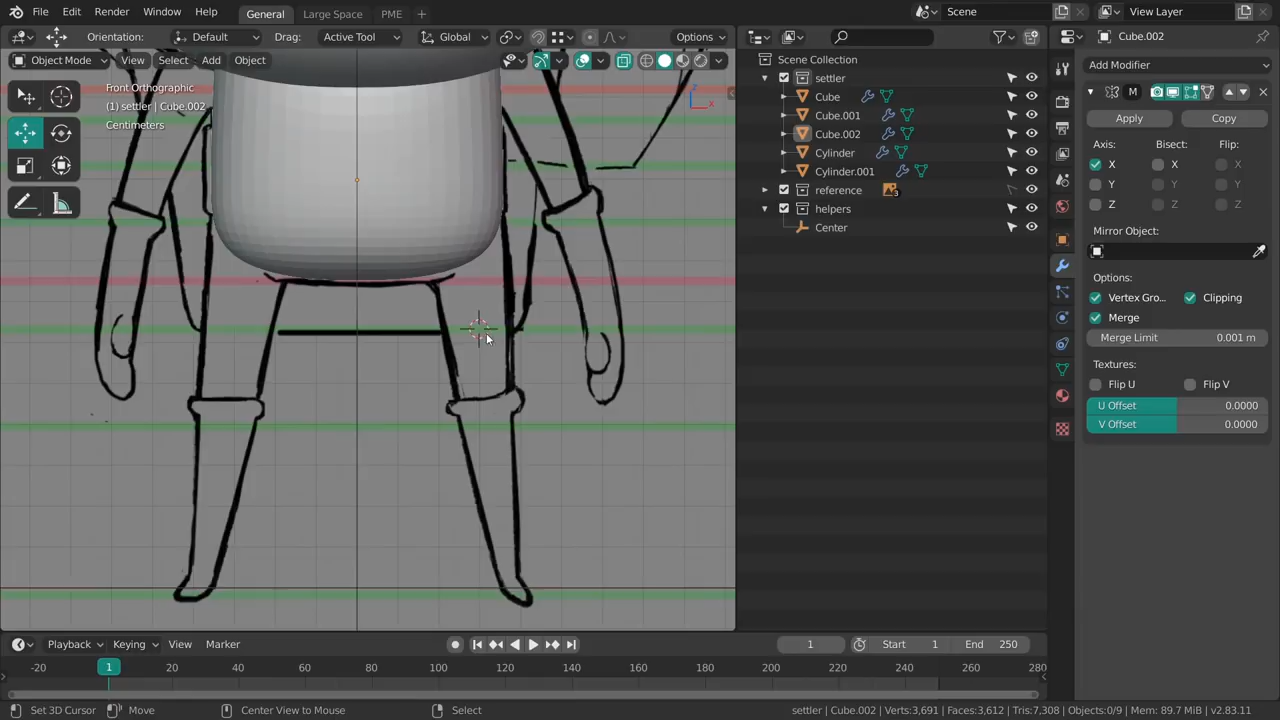 File Edit Render Window Help General Large Space PME + Scene View Layer
Orientation: Default Drag: Active Tool Global Options
Object Mode View Select Add Object
Front Orthographic
(1) settler | Cube.002
Centimeters
Z
X
Scene Collection
settler
Cube
Cube.001
Cube.002
Cylinder
Cylinder.001
reference 3
helpers
Center
Cube.002
Add Modifier
M
Apply Copy
Axis: Bisect: Flip:
X X X
Y Y Y
Z Z Z
Mirror Object:
Options:
Vertex Gro... Clipping
Merge
Merge Limit 0.001 m
Textures:
Flip U Flip V
U Offset 0.0000
V Offset 0.0000
Playback Keying View Marker 1 Start 1 End 250
-20 1 20 40 60 80 100 120 140 160 180 200 220 240 260 280
Set 3D Cursor Move Center View to Mouse Select settler | Cube.002 | Verts:3,691 | Faces:3,612 | Tris:7,308 | Objects:0/9 | Mem: 89.7 MiB | v2.83.11